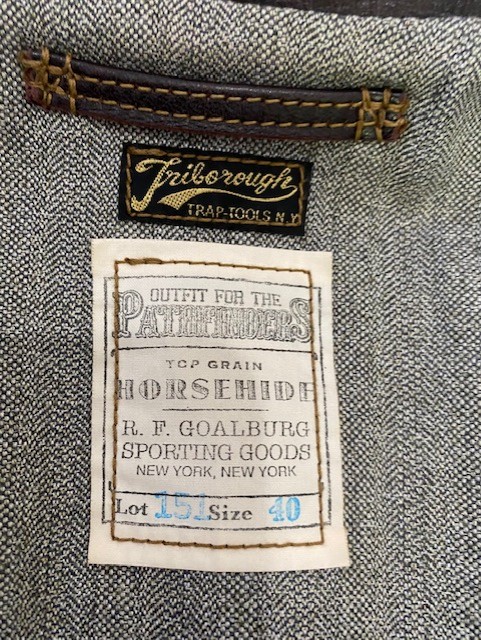 Triborough
TRAP-TOOLS N.Y
OUTFIT FOR THE
PATHFINDERS
TOP GRAIN
HORSEHIDE
R. F. GOALBURG
SPORTING GOODS
NEW YORK, NEW YORK
Lot 151 Size 40